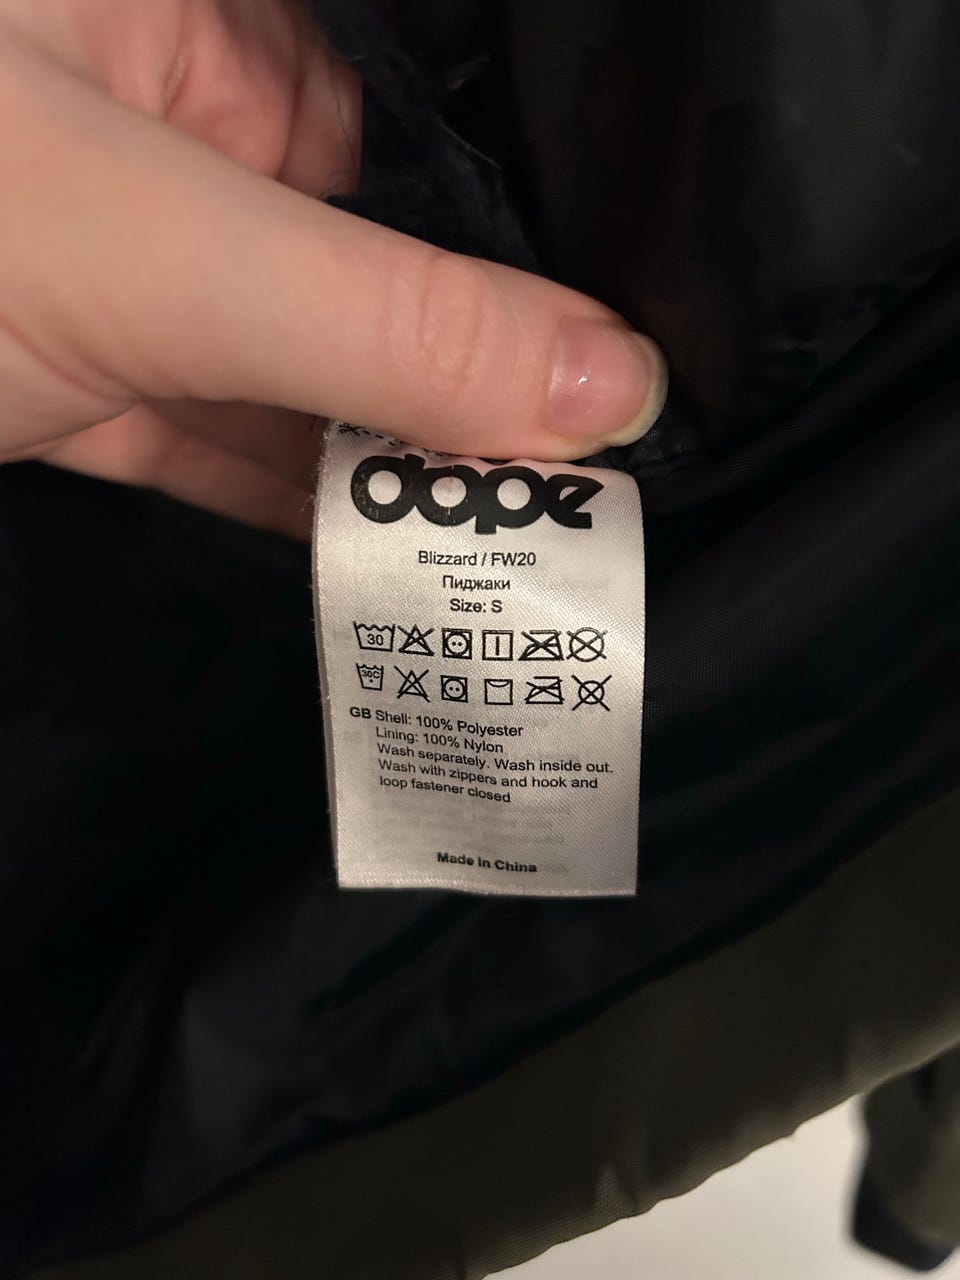 dope
Blizzard / FW20
Пиджаки
Size: S
30
30C
GB Shell: 100% Polyester
Lining: 100% Nylon
Wash separately. Wash inside out.
Wash with zippers and hook and
loop fastener closed
Made in China